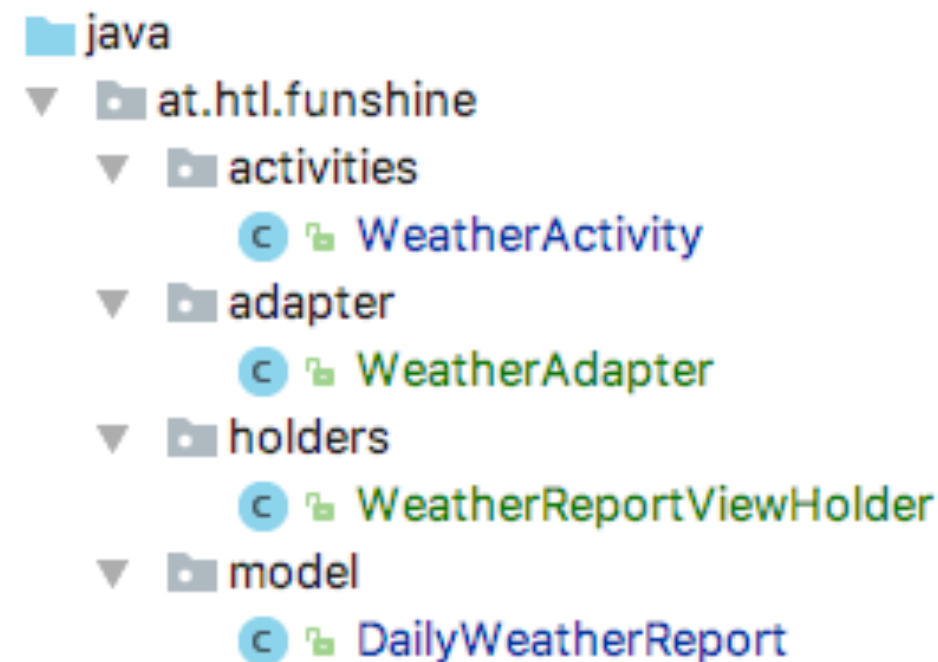 java
at.htl.funshine
activities
C WeatherActivity
adapter
C WeatherAdapter
holders
C WeatherReportViewHolder
model
C DailyWeatherReport